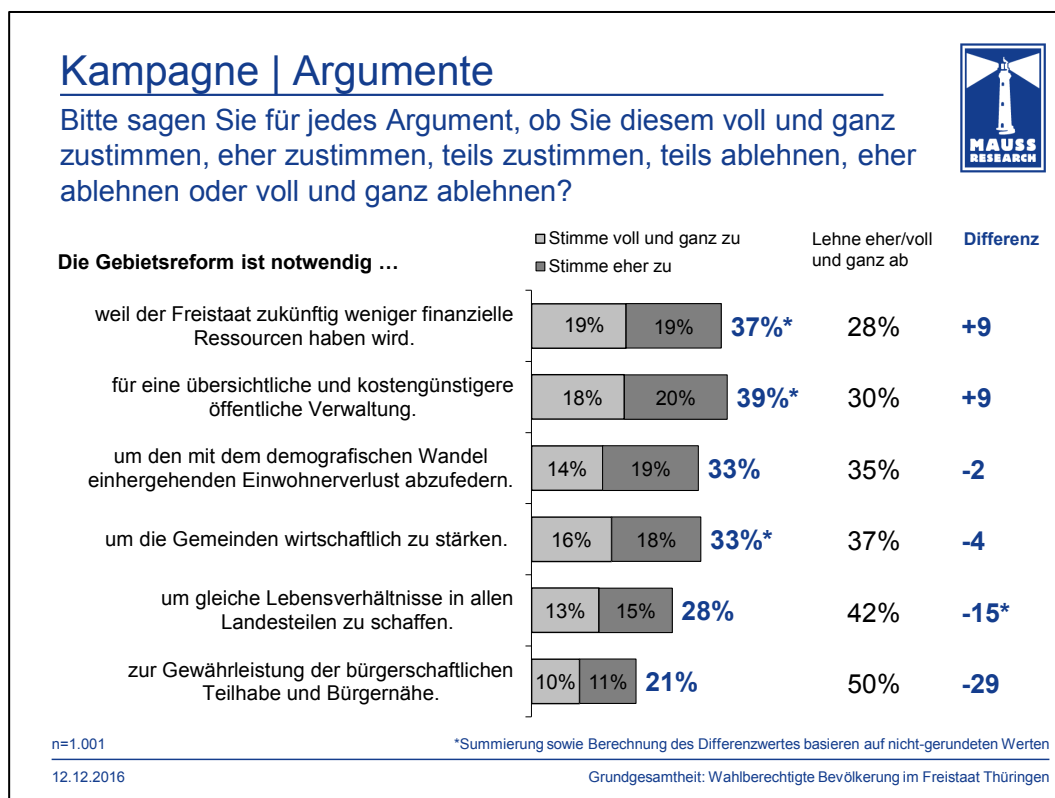 Kampagne | Argumente
Bitte sagen Sie für jedes Argument, ob Sie diesem voll und ganz
zustimmen, eher zustimmen, teils zustimmen, teils ablehnen, eher
ablehnen oder voll und ganz ablehnen?
MAUSS
RESEARCH
Die Gebietsreform ist notwendig …
Stimme voll und ganz zu
Stimme eher zu
Lehne eher/voll
und ganz ab
Differenz
weil der Freistaat zukünftig weniger finanzielle
Ressourcen haben wird.
19% 19% 37%* 28% +9
für eine übersichtliche und kostengünstigere
öffentliche Verwaltung.
18% 20% 39%* 30% +9
um den mit dem demografischen Wandel
einhergehenden Einwohnerverlust abzufedern.
14% 19% 33% 35% -2
um die Gemeinden wirtschaftlich zu stärken.
16% 18% 33%* 37% -4
um gleiche Lebensverhältnisse in allen
Landesteilen zu schaffen.
13% 15% 28% 42% -15*
zur Gewährleistung der bürgerschaftlichen
Teilhabe und Bürgernähe.
10% 11% 21% 50% -29
n=1.001
*Summierung sowie Berechnung des Differenzwertes basieren auf nicht-gerundeten Werten
12.12.2016
Grundgesamtheit: Wahlberechtigte Bevölkerung im Freistaat Thüringen